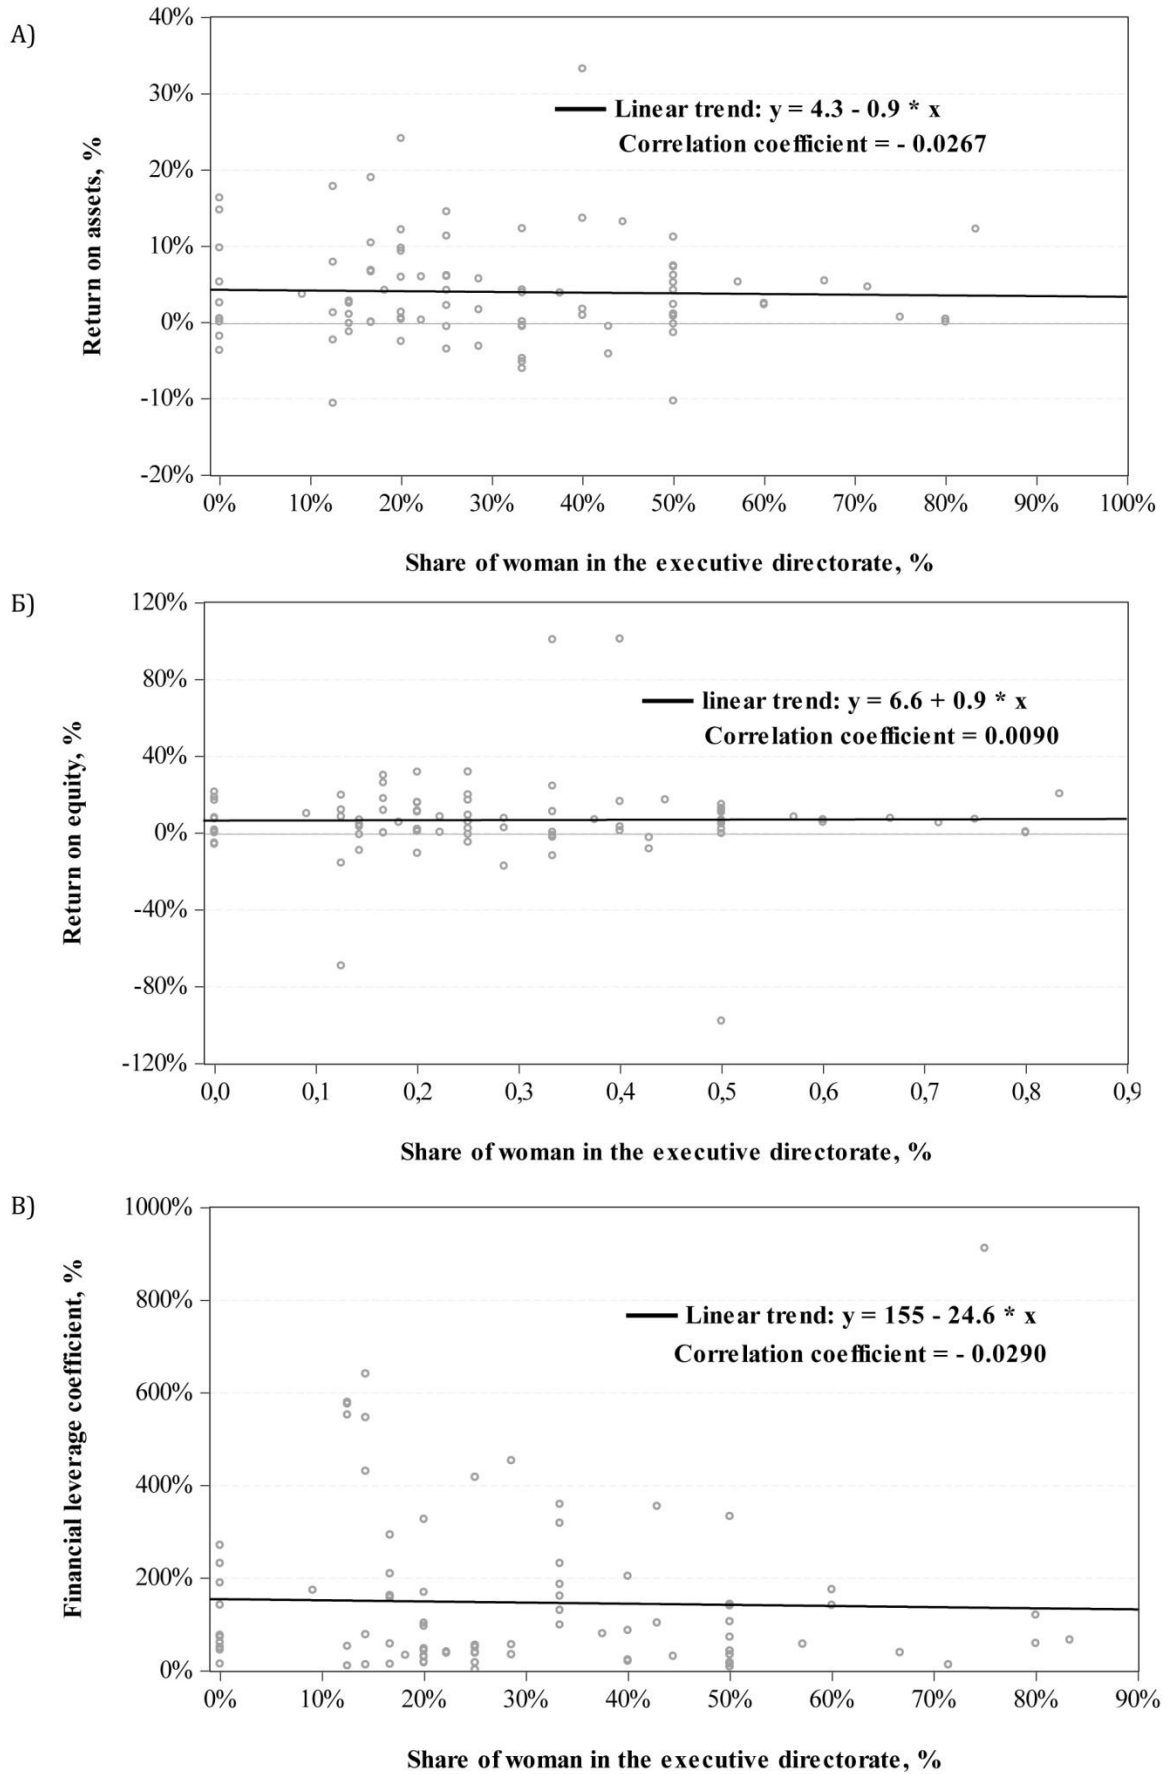 А)
40%
30%
20%
10%
0%
-10%
-20%
Return on assets, %
Linear trend: y = 4.3 - 0.9 * x
Correlation coefficient = - 0.0267
0% 10% 20% 30% 40% 50% 60% 70% 80% 90% 100%
Share of woman in the executive directorate, %
Б)
120%
80%
40%
0%
-40%
-80%
-120%
Return on equity, %
linear trend: y = 6.6 + 0.9 * x
Correlation coefficient = 0.0090
0,0 0,1 0,2 0,3 0,4 0,5 0,6 0,7 0,8 0,9
Share of woman in the executive directorate, %
В)
1000%
800%
600%
400%
200%
0%
Financial leverage coefficient, %
Linear trend: y = 155 - 24.6 * x
Correlation coefficient = - 0.0290
0% 10% 20% 30% 40% 50% 60% 70% 80% 90%
Share of woman in the executive directorate, %